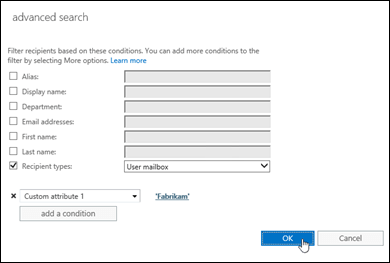 advanced search
Filter recipients based on these conditions. You can add more conditions to the
filter by selecting More options. Learn more
Alias:
Display name:
Department:
Email addresses:
First name:
Last name:
Recipient types: User mailbox
Custom attribute 1 'Fabrikam'
add a condition
OK Cancel